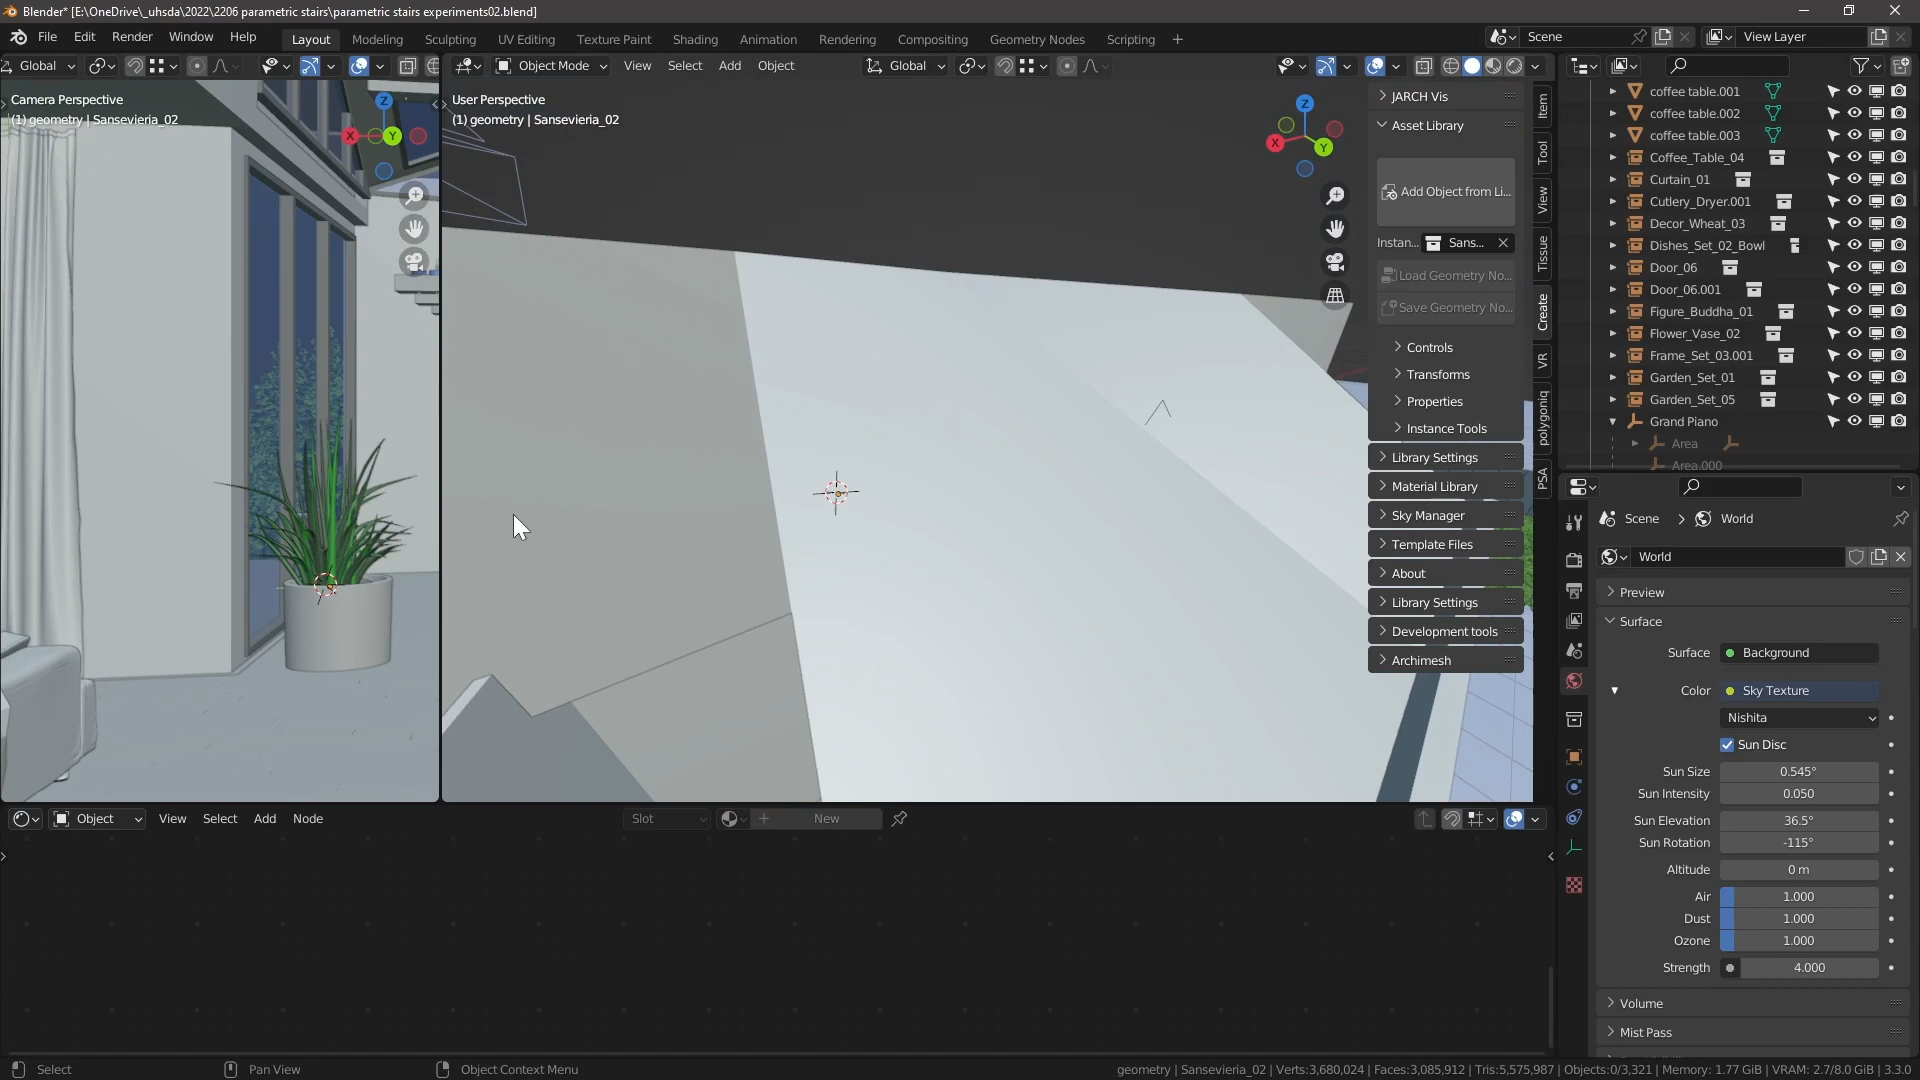 Blender* [E:\OneDrive\_uhsda\2022\2206 parametric stairs\parametric stairs experiments02.blend]
File Edit Render Window Help Layout Modeling Sculpting UV Editing Texture Paint Shading Animation Rendering Compositing Geometry Nodes Scripting + Scene View Layer
Global Object Mode View Select Add Object Global
Camera Perspective
(1) geometry | Sansevieria_02
X Y Z
User Perspective
(1) geometry | Sansevieria_02
Z X Y
JARCH Vis
Asset Library
Add Object from Li...
Instan... Sans...
Load Geometry No...
Save Geometry No...
Controls
Transforms
Properties
Instance Tools
Library Settings
Material Library
Sky Manager
Template Files
About
Library Settings
Development tools
Archimesh
Item
Tool
View
Tissue
Create
VR
polygoniq
PSA
coffee table.001
coffee table.002
coffee table.003
Coffee_Table_04
Curtain_01
Cutlery_Dryer.001
Decor_Wheat_03
Dishes_Set_02_Bowl
Door_06
Door_06.001
Figure_Buddha_01
Flower_Vase_02
Frame_Set_03.001
Garden_Set_01
Garden_Set_05
Grand Piano
Area
Area.000
Scene > World
World
Preview
Surface
Surface Background
Color Sky Texture
Nishita
Sun Disc
Sun Size 0.545°
Sun Intensity 0.050
Sun Elevation 36.5°
Sun Rotation -115°
Altitude 0 m
Air 1.000
Dust 1.000
Ozone 1.000
Strength 4.000
Volume
Mist Pass
Object View Select Add Node Slot New
Select Pan View Object Context Menu
geometry | Sansevieria_02 | Verts:3,680,024 | Faces:3,085,912 | Tris:5,575,987 | Objects:0/3,321 | Memory: 1.77 GiB | VRAM: 2.7/8.0 GiB | 3.3.0